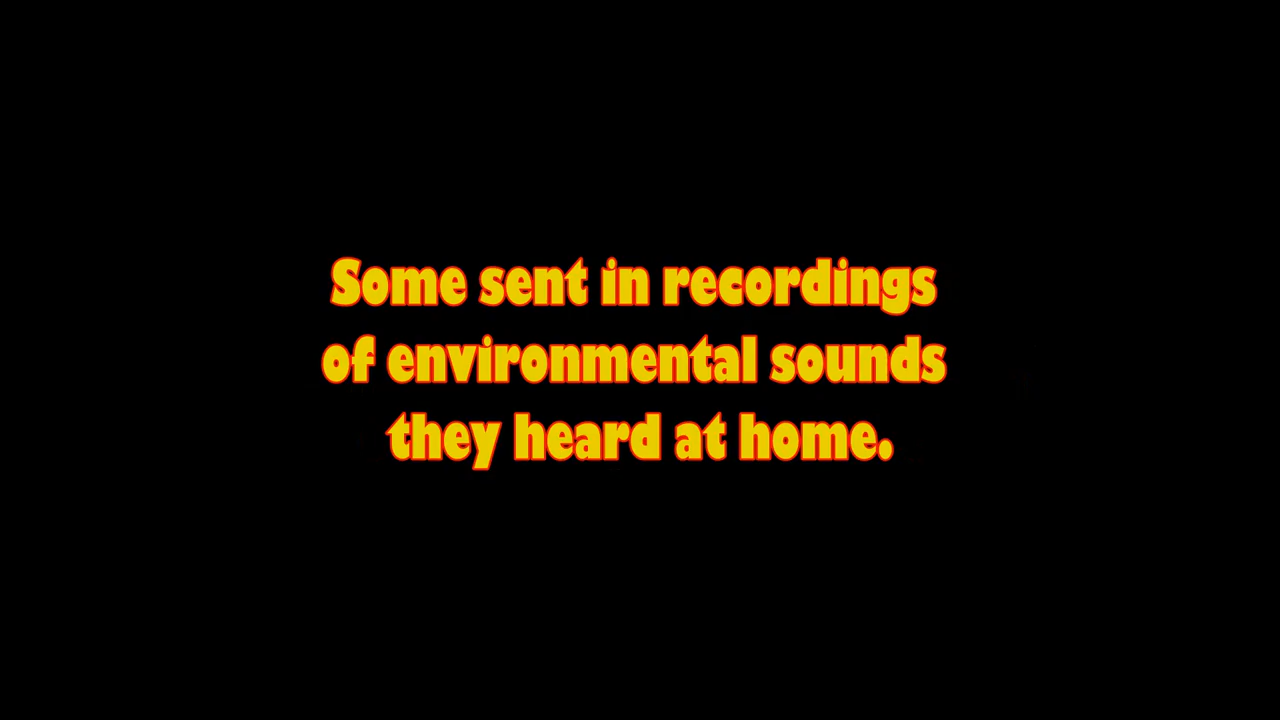 Some sent in recordings
of environmental sounds
they heard at home.